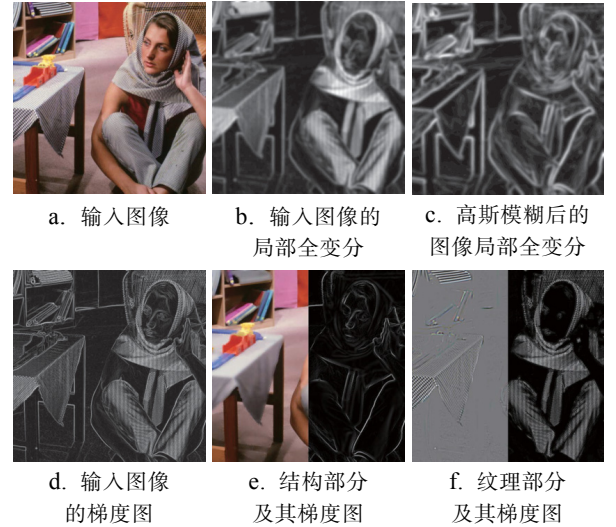 a. 输入图像
b. 输入图像的
局部全变分
c. 高斯模糊后的
图像局部全变分
d. 输入图像
的梯度图
e. 结构部分
及其梯度图
f. 纹理部分
及其梯度图